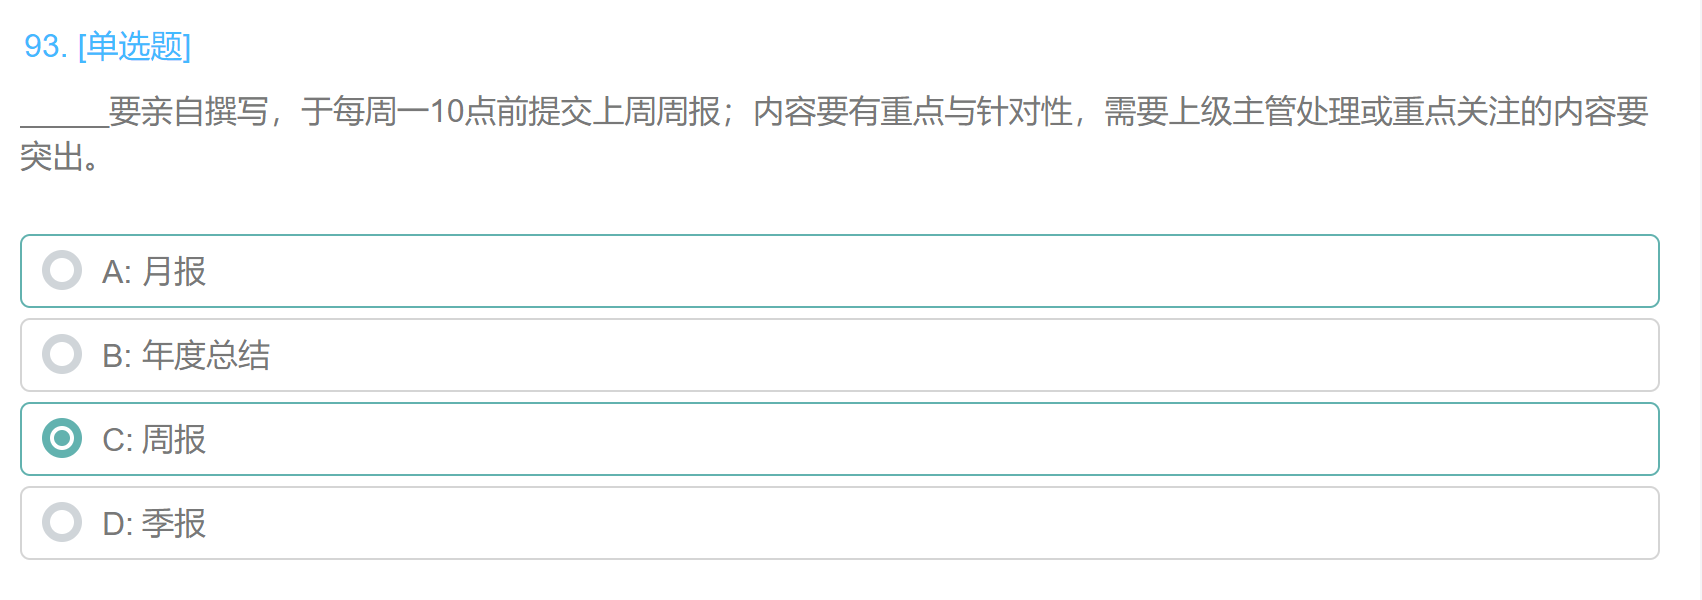 93. [单选题]
______要亲自撰写，于每周一10点前提交上周周报；内容要有重点与针对性，需要上级主管处理或重点关注的内容要
突出。
A: 月报
B: 年度总结
C: 周报
D: 季报